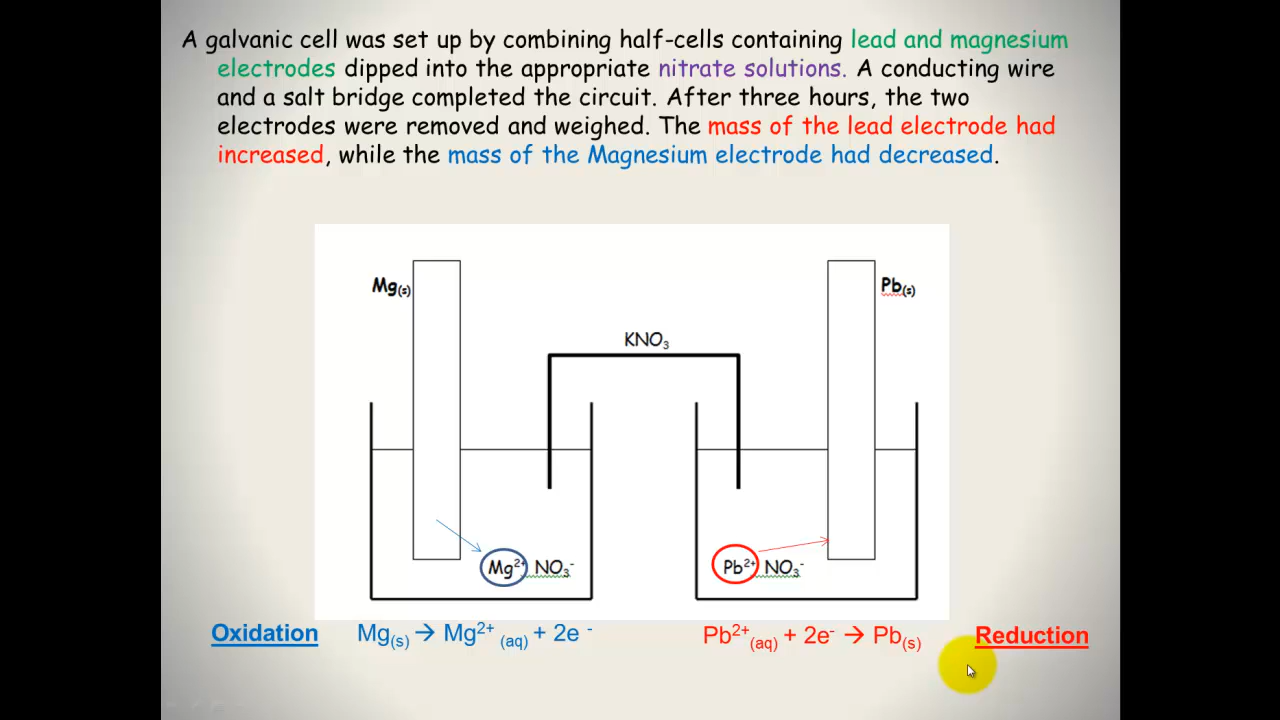 A galvanic cell was set up by combining half-cells containing lead and magnesium
electrodes dipped into the appropriate nitrate solutions. A conducting wire
and a salt bridge completed the circuit. After three hours, the two
electrodes were removed and weighed. The mass of the lead electrode had
increased, while the mass of the Magnesium electrode had decreased.
Mg(s)
Pb(s)
KNO₃
Mg²⁺ NO₃⁻
Pb²⁺ NO₃⁻
Oxidation Mg(s) → Mg²⁺ (aq) + 2e ⁻
Pb²⁺(aq) + 2e⁻ → Pb(s) Reduction